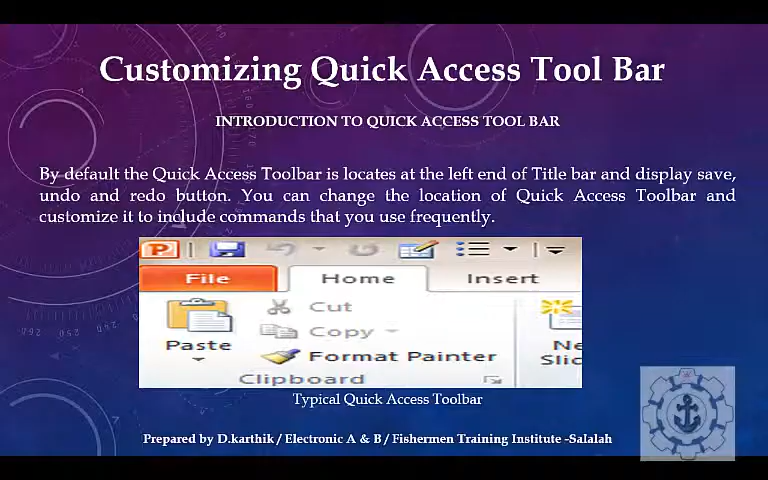 Customizing Quick Access Tool Bar
INTRODUCTION TO QUICK ACCESS TOOL BAR
By default the Quick Access Toolbar is locates at the left end of Title bar and display save,
undo and redo button. You can change the location of Quick Access Toolbar and
customize it to include commands that you use frequently.
P
File Home Insert
Cut
Copy
Paste
Format Painter
Ne
Slic
Clipboard
Typical Quick Access Toolbar
Prepared by D.karthik / Electronic A & B / Fishermen Training Institute -Salalah